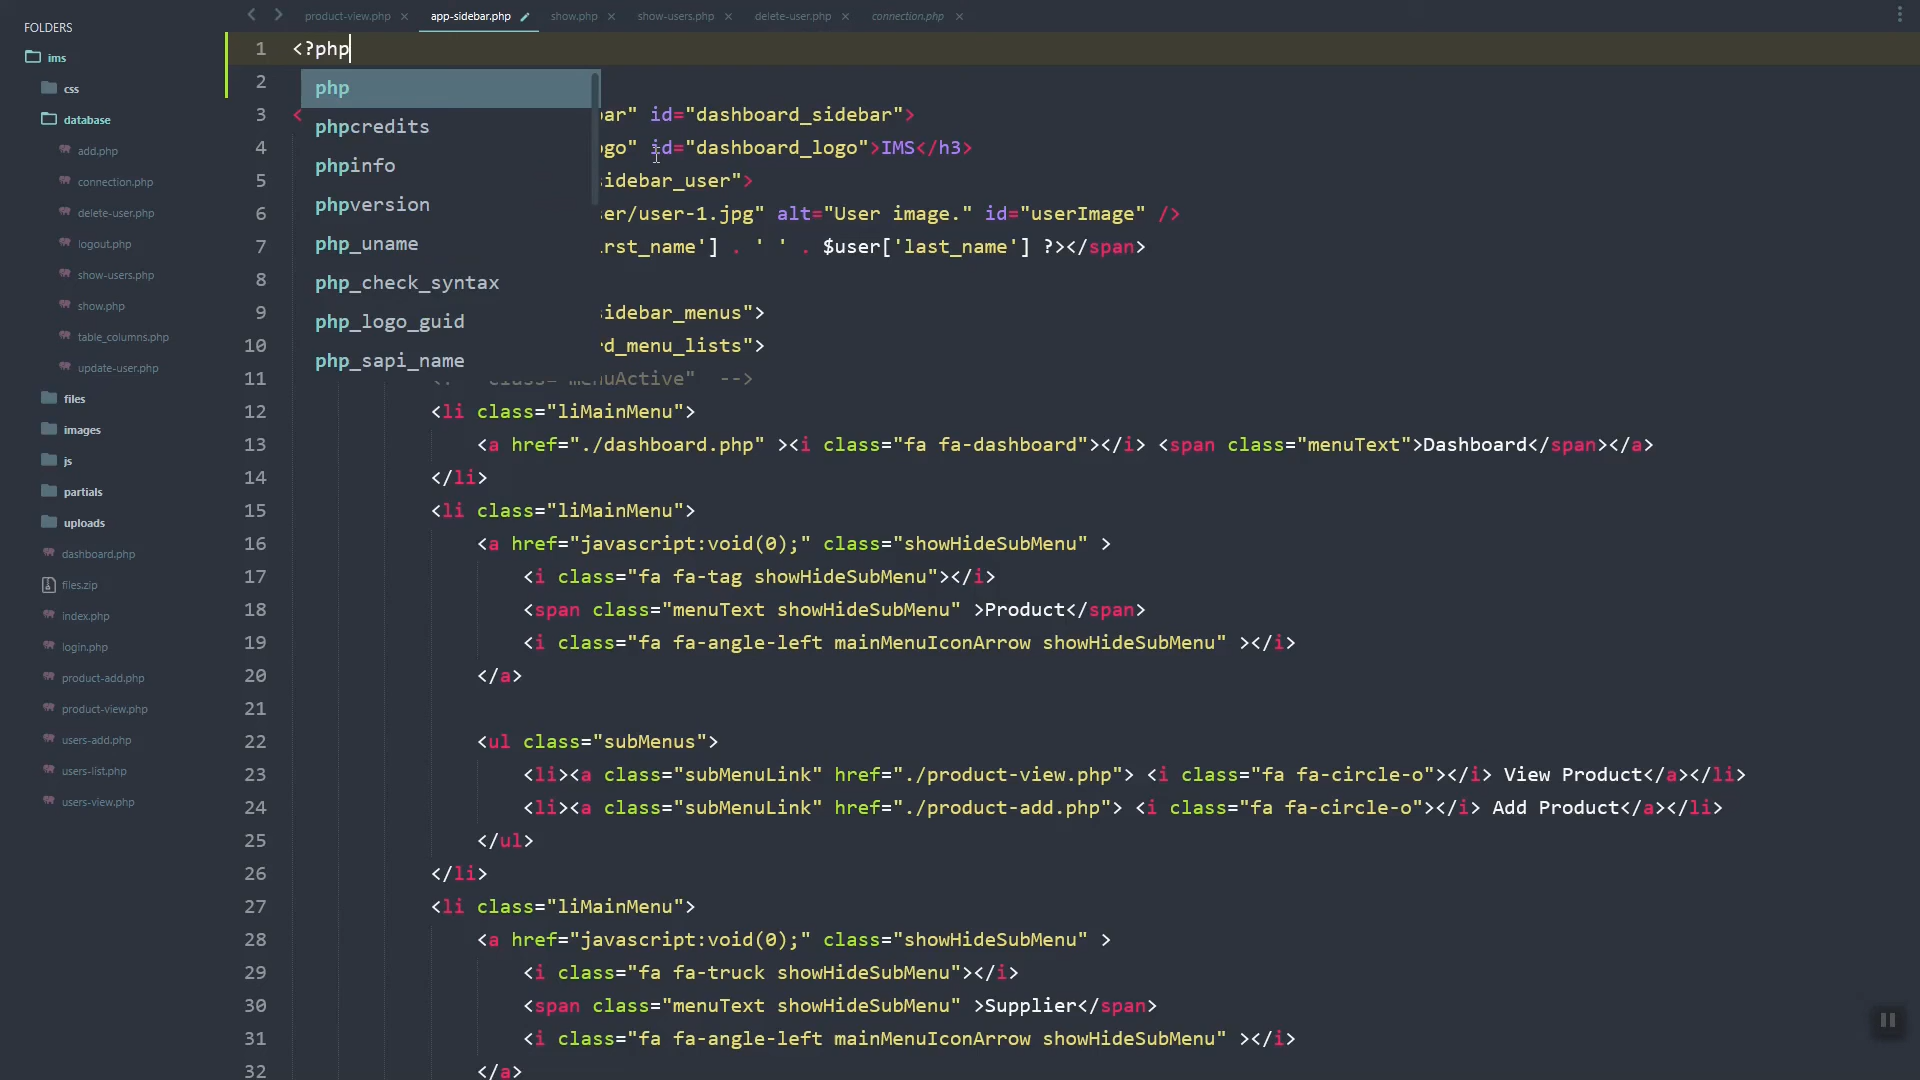 FOLDERS
ims
css
database
add.php
connection.php
delete-user.php
logout.php
show-users.php
show.php
table_columns.php
update-user.php
files
images
js
partials
uploads
dashboard.php
files.zip
index.php
login.php
product-add.php
product-view.php
users-add.php
users-list.php
users-view.php
product-view.php × app-sidebar.php show.php × show-users.php × delete-user.php × connection.php ×
1 <?php
2
3 < ar" id="dashboard_sidebar">
4 ogo" id="dashboard_logo">IMS</h3>
5 sidebar_user">
6 ser/user-1.jpg" alt="User image." id="userImage" />
7 irst_name'] . ' ' . $user['last_name'] ?></span>
8
9 sidebar_menus">
10 rd_menu_lists">
11 class="menuActive" -->
php
phpcredits
phpinfo
phpversion
php_uname
php_check_syntax
php_logo_guid
php_sapi_name
12 <li class="liMainMenu">
13 <a href="./dashboard.php" ><i class="fa fa-dashboard"></i> <span class="menuText">Dashboard</span></a>
14 </li>
15 <li class="liMainMenu">
16 <a href="javascript:void(0);" class="showHideSubMenu" >
17 <i class="fa fa-tag showHideSubMenu"></i>
18 <span class="menuText showHideSubMenu" >Product</span>
19 <i class="fa fa-angle-left mainMenuIconArrow showHideSubMenu" ></i>
20 </a>
21
22 <ul class="subMenus">
23 <li><a class="subMenuLink" href="./product-view.php"> <i class="fa fa-circle-o"></i> View Product</a></li>
24 <li><a class="subMenuLink" href="./product-add.php"> <i class="fa fa-circle-o"></i> Add Product</a></li>
25 </ul>
26 </li>
27 <li class="liMainMenu">
28 <a href="javascript:void(0);" class="showHideSubMenu" >
29 <i class="fa fa-truck showHideSubMenu"></i>
30 <span class="menuText showHideSubMenu" >Supplier</span>
31 <i class="fa fa-angle-left mainMenuIconArrow showHideSubMenu" ></i>
32 </a>